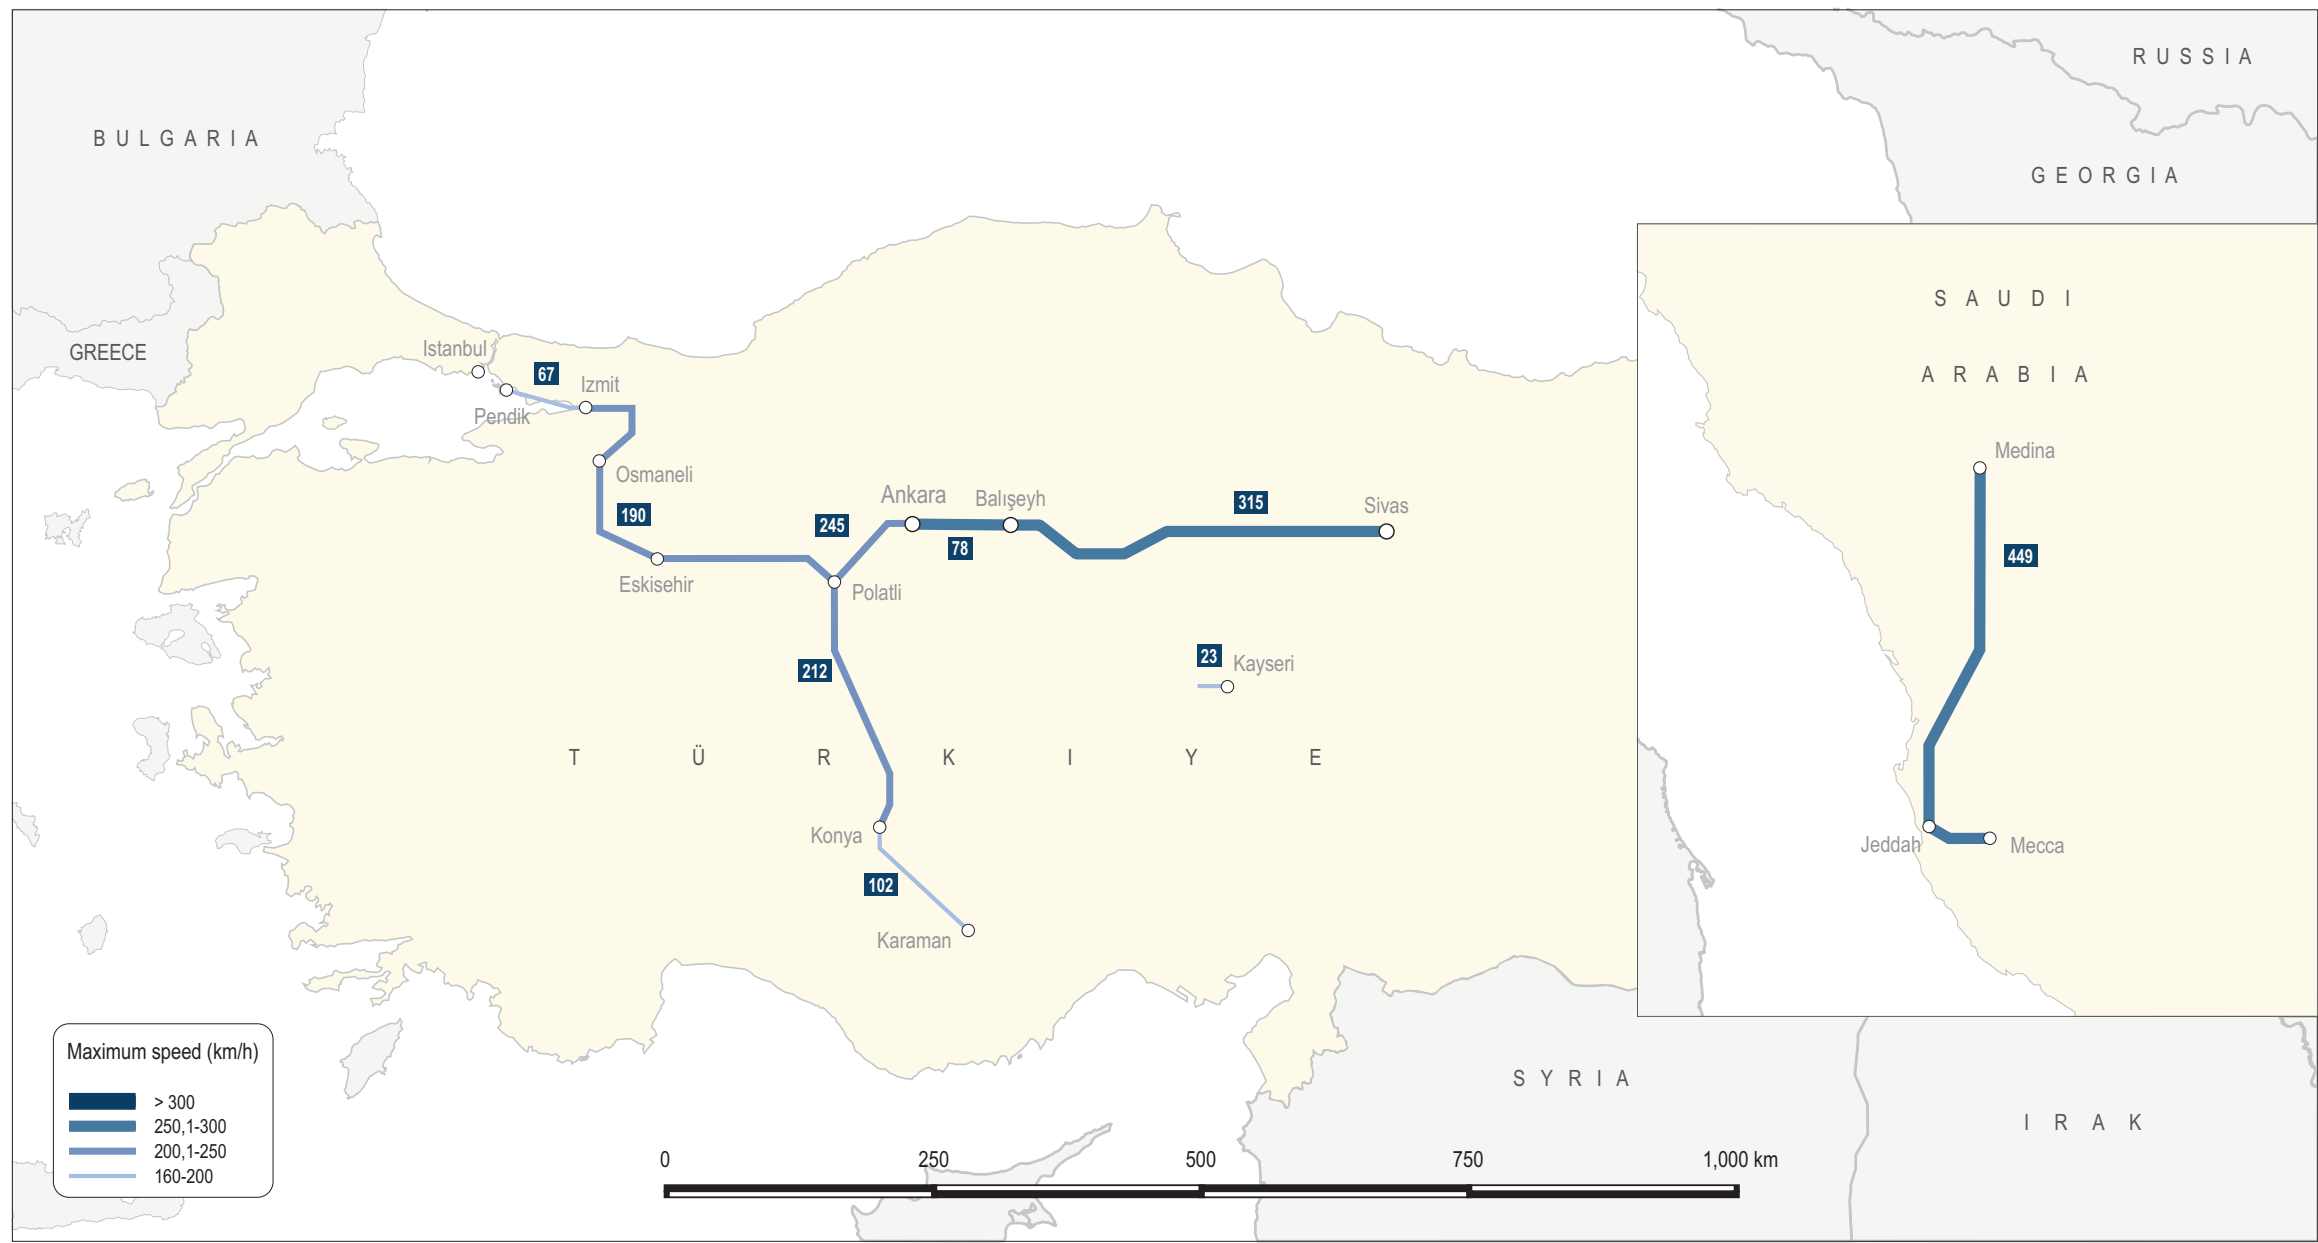 RUSSIA
BULGARIA
GEORGIA
SAUDI
Istanbul
GREECE
67
Izmit
ARABIA
Pendik
Medina
Osmaneli
Ankara
Balışeyh
315
Sivas
190
245
78
449
Eskisehir
Polatli
23
Kayseri
212
TÜRKIYE
Konya
Jeddah
Mecca
102
Karaman
Maximum speed (km/h)
> 300
250,1-300
200,1-250
160-200
SYRIA
IRAK
0 250 500 750 1,000 km